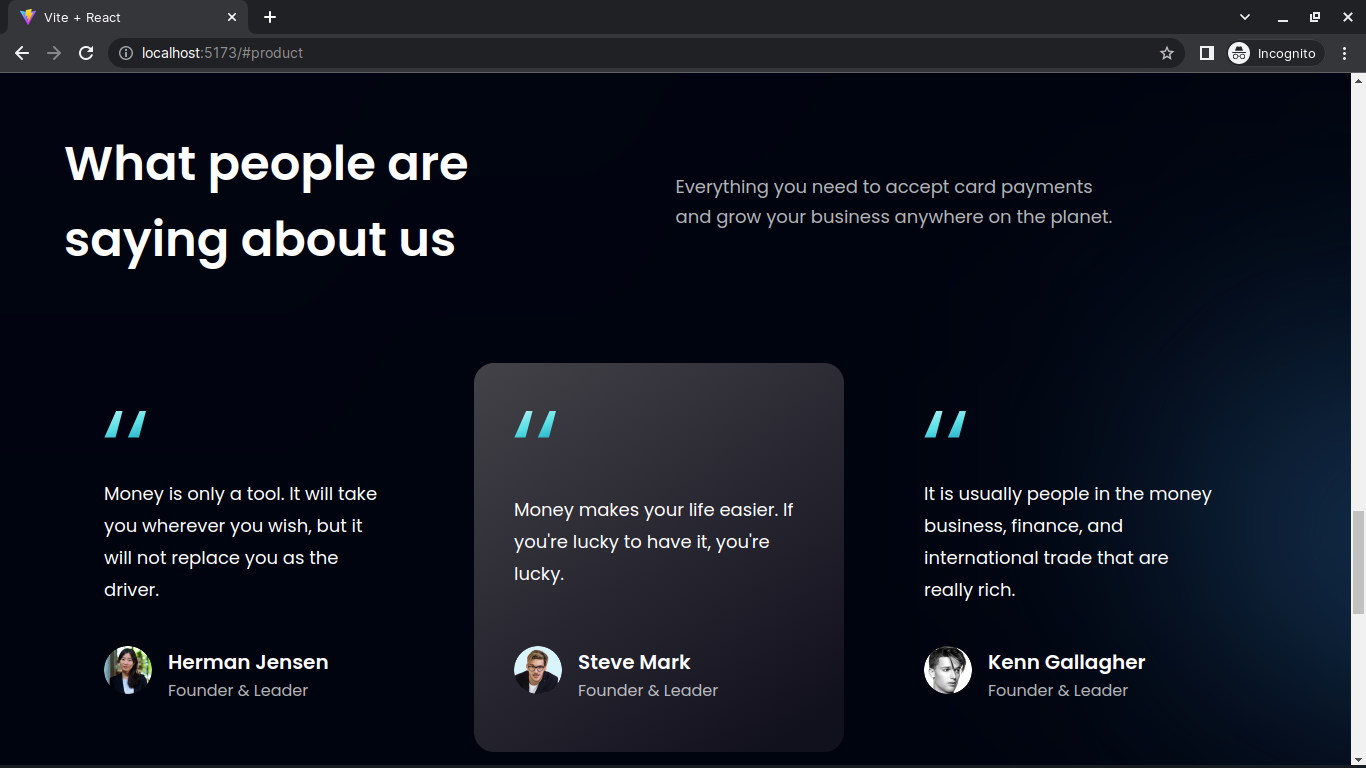 Vite + React
localhost:5173/#product
Incognito
What people are
saying about us
Everything you need to accept card payments
and grow your business anywhere on the planet.
Money is only a tool. It will take
you wherever you wish, but it
will not replace you as the
driver.
Herman Jensen
Founder & Leader
Money makes your life easier. If
you're lucky to have it, you're
lucky.
Steve Mark
Founder & Leader
It is usually people in the money
business, finance, and
international trade that are
really rich.
Kenn Gallagher
Founder & Leader